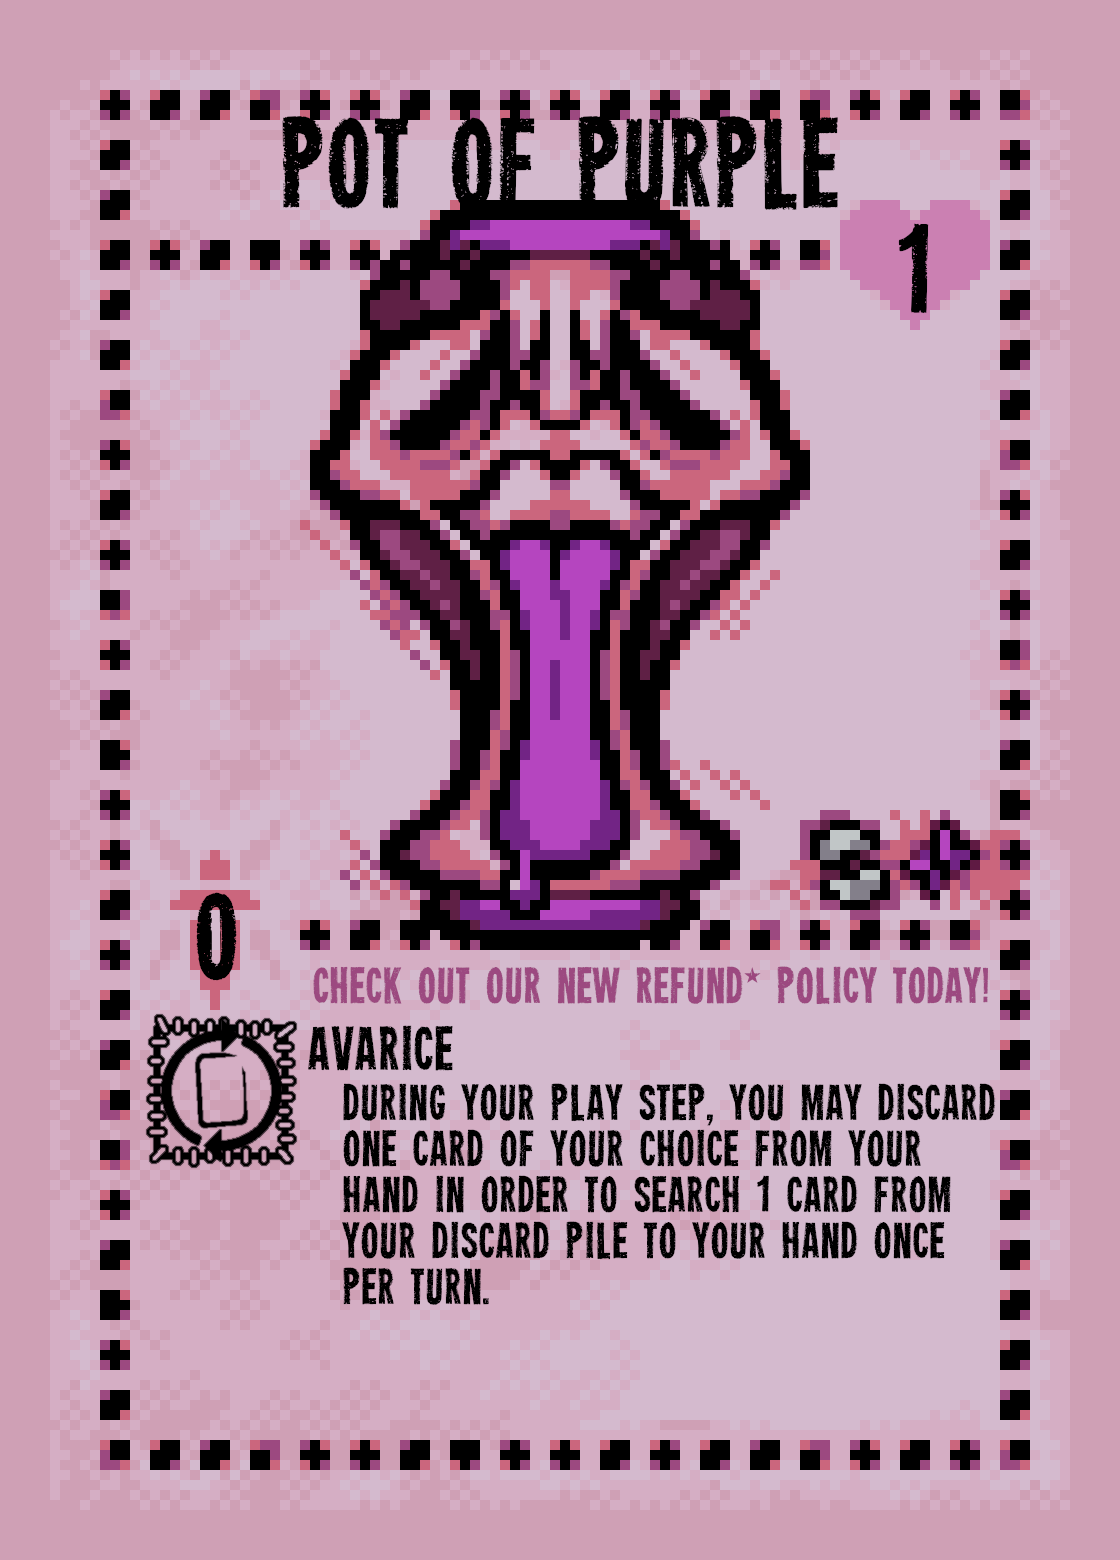 POT OF PURPLE
1
0
CHECK OUT OUR NEW REFUND* POLICY TODAY!
AVARICE
DURING YOUR PLAY STEP, YOU MAY DISCARD
ONE CARD OF YOUR CHOICE FROM YOUR
HAND IN ORDER TO SEARCH 1 CARD FROM
YOUR DISCARD PILE TO YOUR HAND ONCE
PER TURN.